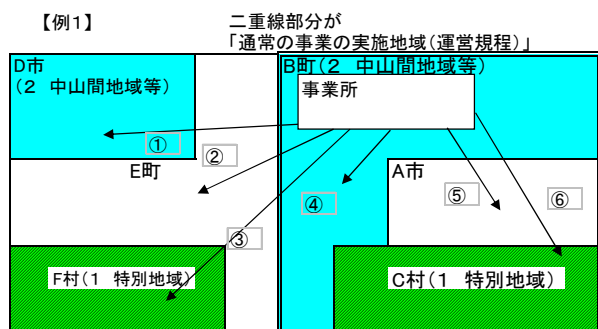 【例1】
二重線部分が
「通常の事業の実施地域(運営規程)」
D市
(2 中山間地域等)
B町(2 中山間地域等)
事業所
①
②
E町
③
④
A市
⑤
⑥
F村(1 特別地域)
C村(1 特別地域)